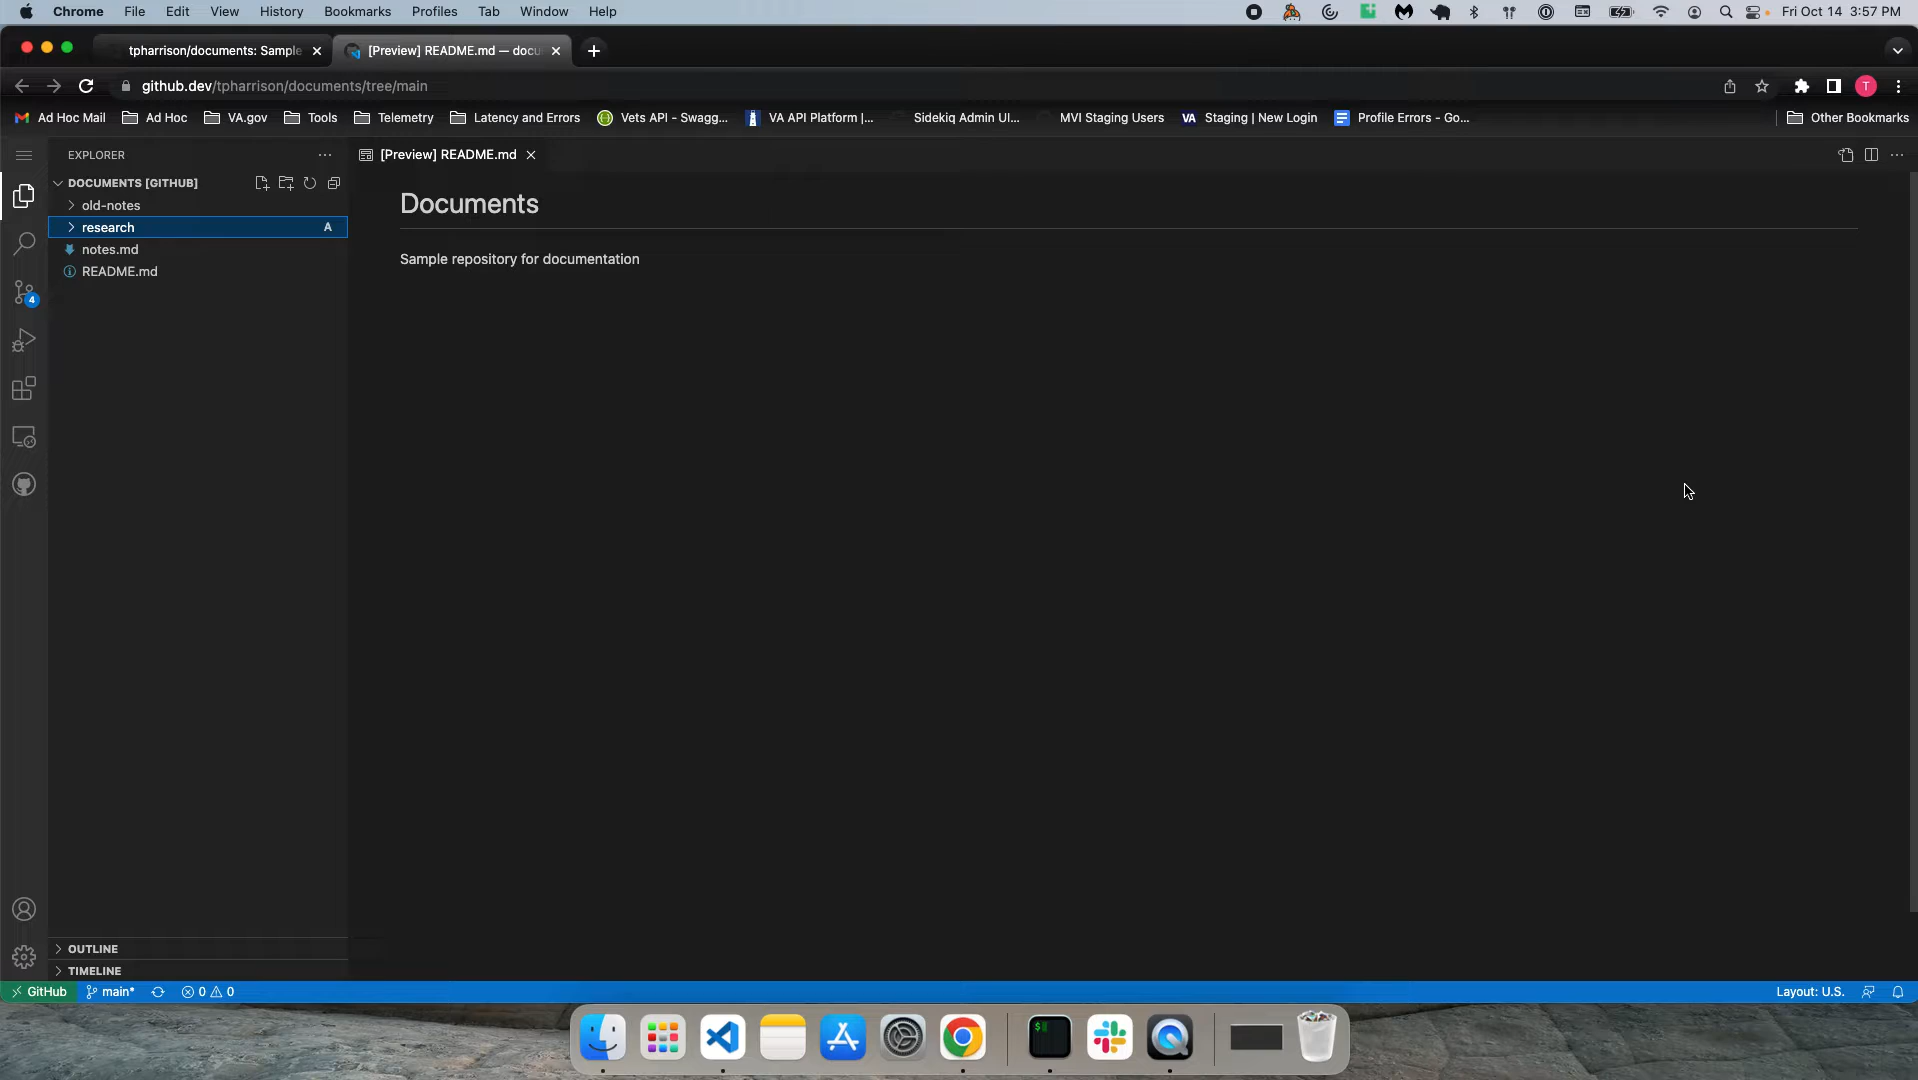 Chrome File Edit View History Bookmarks Profiles Tab Window Help Fri Oct 14 3:57 PM
tpharrison/documents: Sample [Preview] README.md — docu
github.dev/tpharrison/documents/tree/main T
Ad Hoc Mail Ad Hoc VA.gov Tools Telemetry Latency and Errors Vets API - Swagg... VA API Platform |... Sidekiq Admin UI... MVI Staging Users VA Staging | New Login Profile Errors - Go... Other Bookmarks
EXPLORER ... [Preview] README.md
DOCUMENTS [GITHUB]
old-notes
research A
notes.md
README.md
4
Documents
Sample repository for documentation
OUTLINE
TIMELINE
GitHub main* 0 0 Layout: U.S.
$